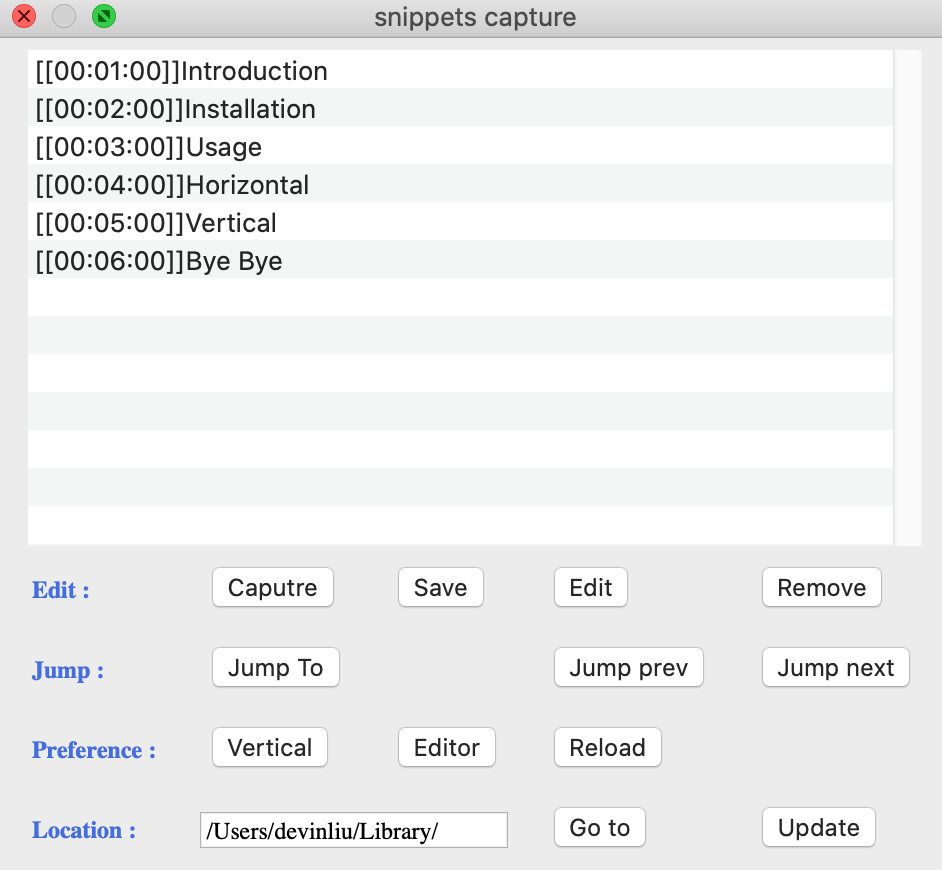 snippets capture
[[00:01:00]]Introduction
[[00:02:00]]Installation
[[00:03:00]]Usage
[[00:04:00]]Horizontal
[[00:05:00]]Vertical
[[00:06:00]]Bye Bye
Edit : Caputre Save Edit Remove
Jump : Jump To Jump prev Jump next
Preference : Vertical Editor Reload
Location : /Users/devinliu/Library/ Go to Update